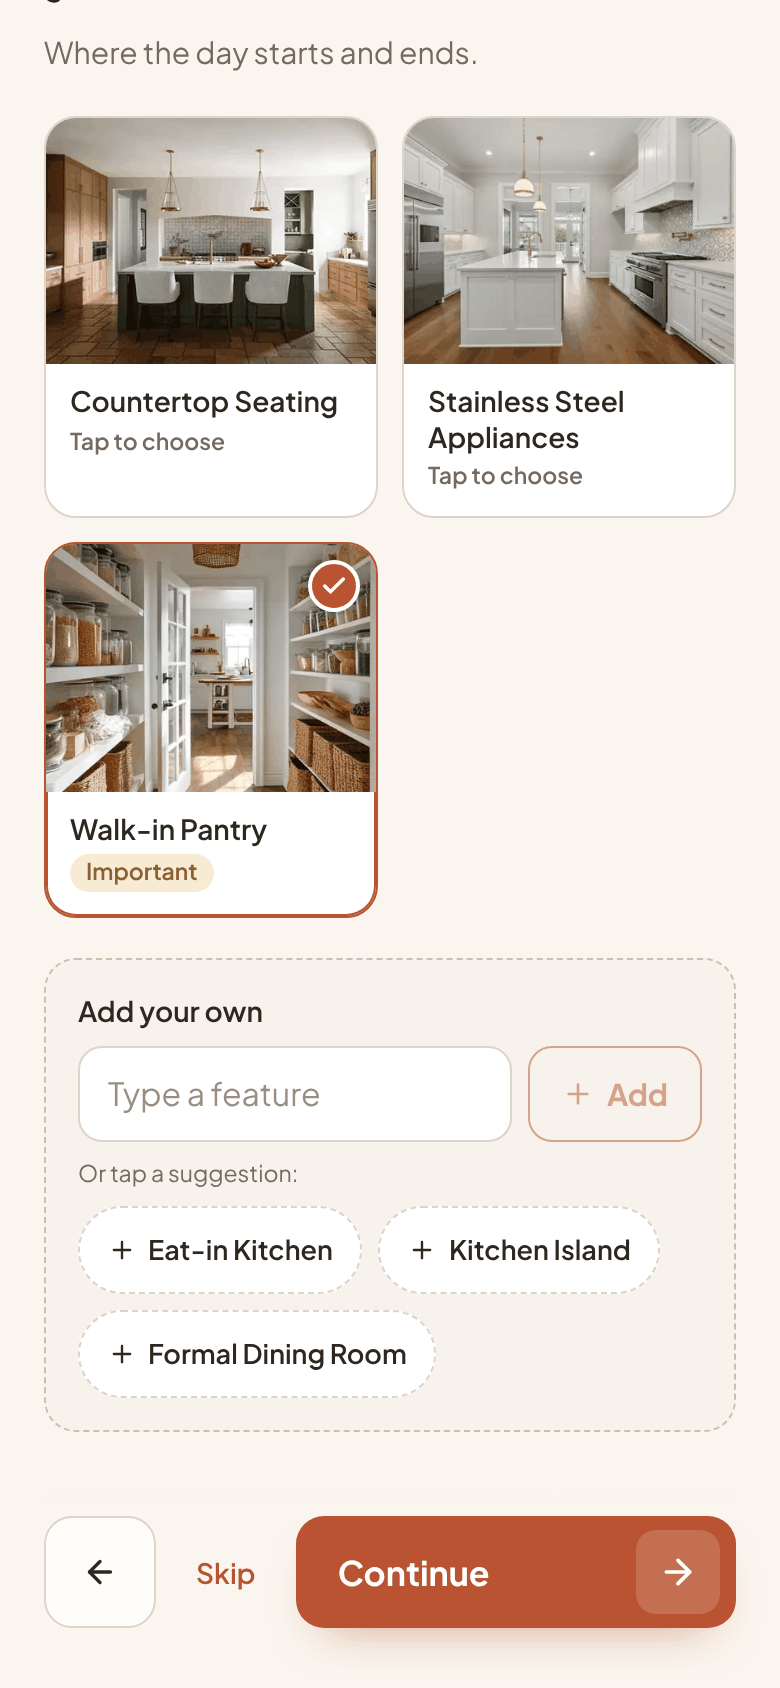 Where the day starts and ends.
Countertop Seating
Tap to choose
Stainless Steel
Appliances
Tap to choose
Walk-in Pantry
Important
Add your own
Type a feature
+ Add
Or tap a suggestion:
+ Eat-in Kitchen
+ Kitchen Island
+ Formal Dining Room
Skip
Continue